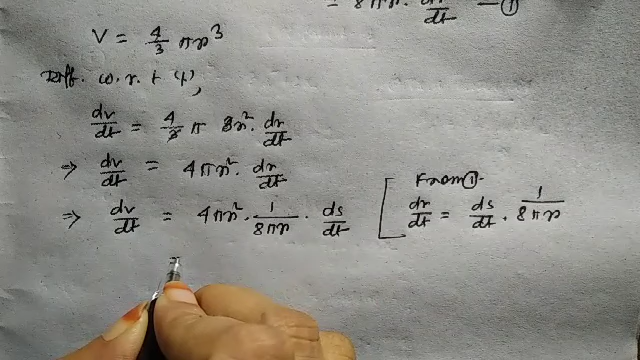 = 8πr. dr/dt — ①
V = 4/3 πr³
Diff. w.r.t t,
dv/dt = 4/3 π 3r². dr/dt
⇒ dv/dt = 4πr². dr/dt
⇒ dv/dt = 4πr². 1/8πr . ds/dt
From ①
dr/dt = ds/dt . 1/8πr